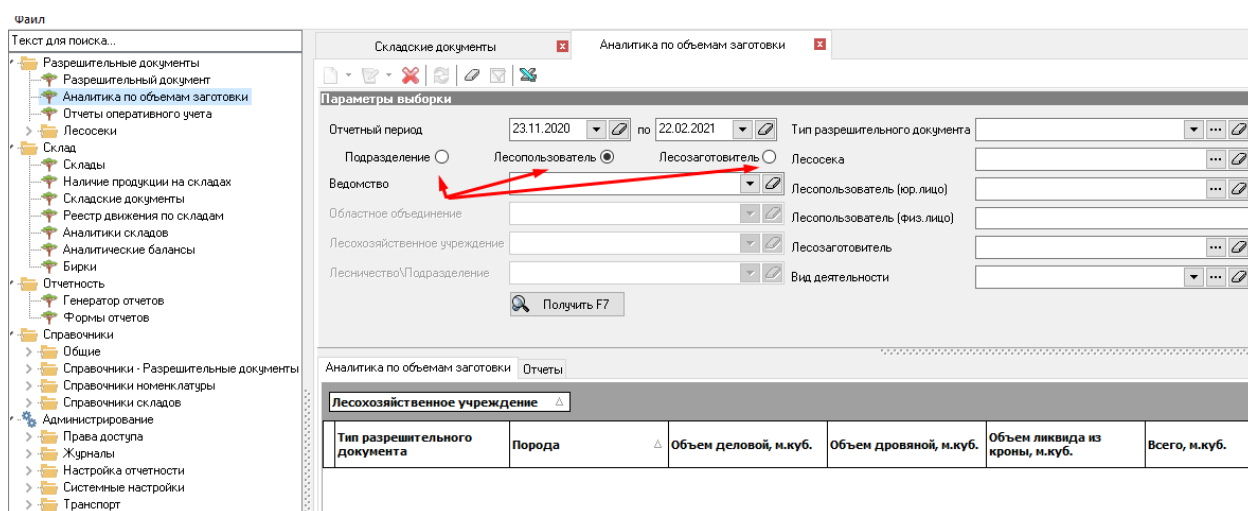 Файл
Текст для поиска...
Разрешительные документы
Разрешительный документ
Аналитика по объемам заготовки
Отчеты оперативного учета
Лесосеки
Склад
Склады
Наличие продукции на складах
Складские документы
Реестр движения по складам
Аналитики складов
Аналитические балансы
Бирки
Отчетность
Генератор отчетов
Формы отчетов
Справочники
Общие
Справочники - Разрешительные документы
Справочники номенклатуры
Справочники складов
Администрирование
Права доступа
Журналы
Настройка отчетности
Системные настройки
Транспорт
Складские документы
Аналитика по объемам заготовки
Параметры выборки
Отчетный период 23.11.2020 по 22.02.2021
Подразделение Лесопользователь Лесозаготовитель
Ведомство
Областное объединение
Лесохозяйственное учреждение
Лесничество\Подразделение
Получить F7
Тип разрешительного документа
Лесосека
Лесопользователь (юр.лицо)
Лесопользователь (физ.лицо)
Лесозаготовитель
Вид деятельности
Аналитика по объемам заготовки Отчеты
Лесохозяйственное учреждение
Тип разрешительного
документа
Порода
Объем деловой, м.куб.
Объем дровяной, м.куб.
Объем ликвида из
кроны, м.куб.
Всего, м.куб.